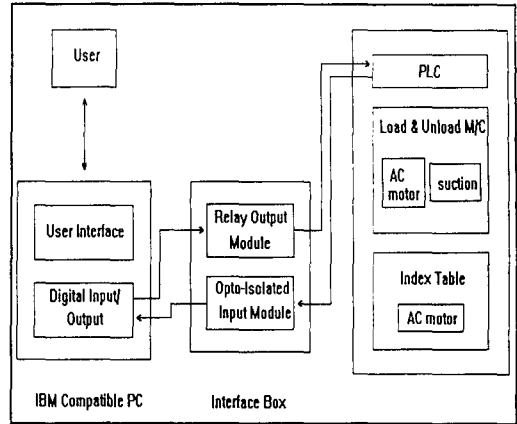 User
PLC
Load & Unload M/C
AC
motor
suction
User Interface
Relay Output
Module
Digital Input/
Output
Opto-Isolated
Input Module
Index Table
AC motor
IBM Compatible PC
Interface Box